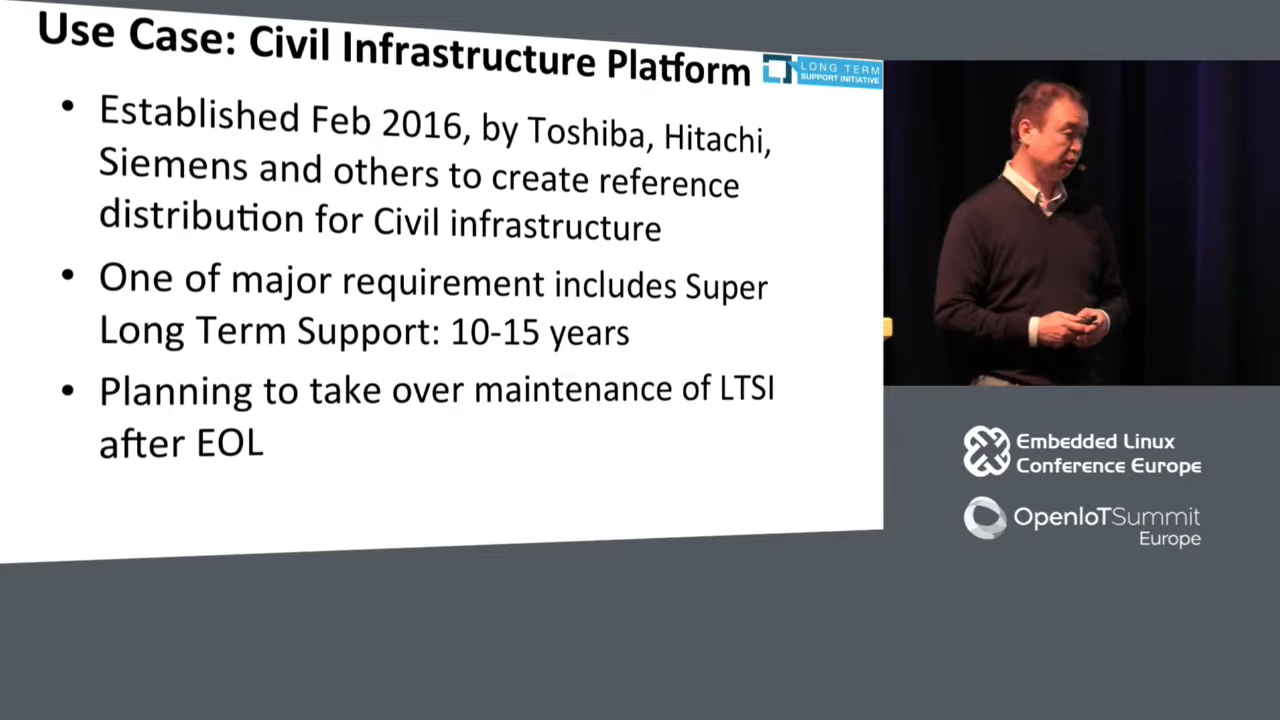 Use Case: Civil Infrastructure Platform
LONG TERM
SUPPORT INITIATIVE
• Established Feb 2016, by Toshiba, Hitachi,
Siemens and others to create reference
distribution for Civil infrastructure
• One of major requirement includes Super
Long Term Support: 10-15 years
• Planning to take over maintenance of LTSI
after EOL
Embedded Linux
Conference Europe
OpenIoTSummit
Europe